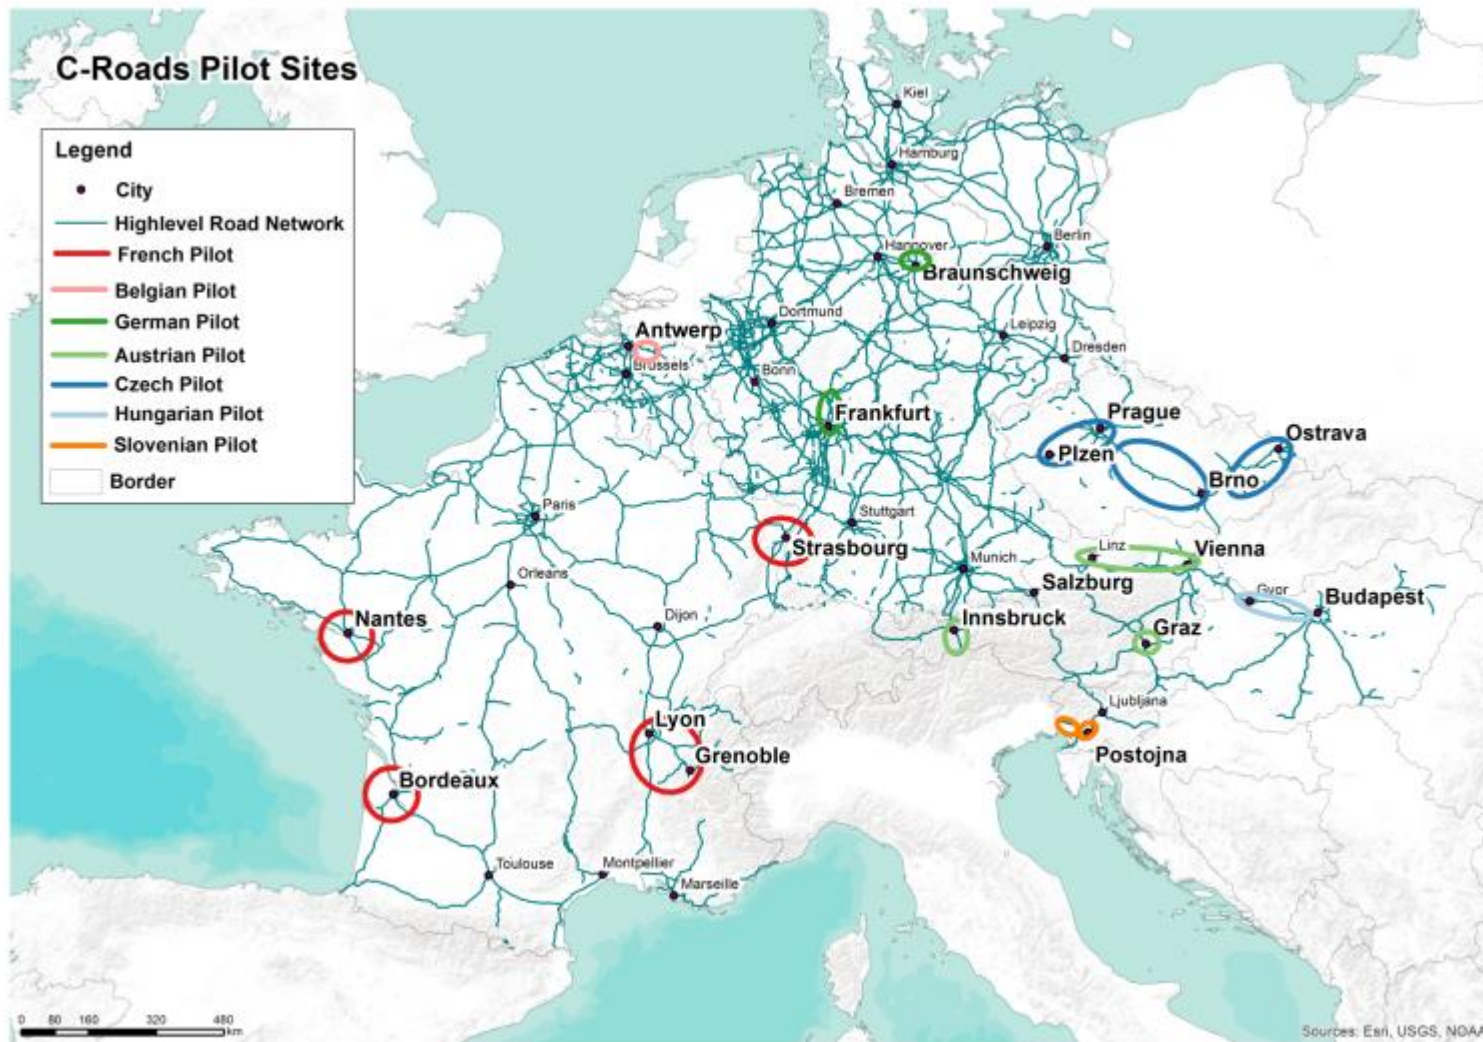 C-Roads Pilot Sites
Legend
City
Highlevel Road Network
French Pilot
Belgian Pilot
German Pilot
Austrian Pilot
Czech Pilot
Hungarian Pilot
Slovenian Pilot
Border
Kiel
Hamburg
Bremen
Berlin
Hannover
Braunschweig
Dortmund
Leipzig
Antwerp
Dresden
Brussels
Bonn
Frankfurt
Prague
Ostrava
Plzen
Brno
Paris
Stuttgart
Strasbourg
Linz
Vienna
Munich
Orleans
Salzburg
Gyor
Budapest
Nantes
Dijon
Innsbruck
Graz
Ljubljana
Lyon
Grenoble
Postojna
Bordeaux
Toulouse
Montpellier
Marseille
0 80 160 320 480
km
Sources: Esri, USGS, NOAA